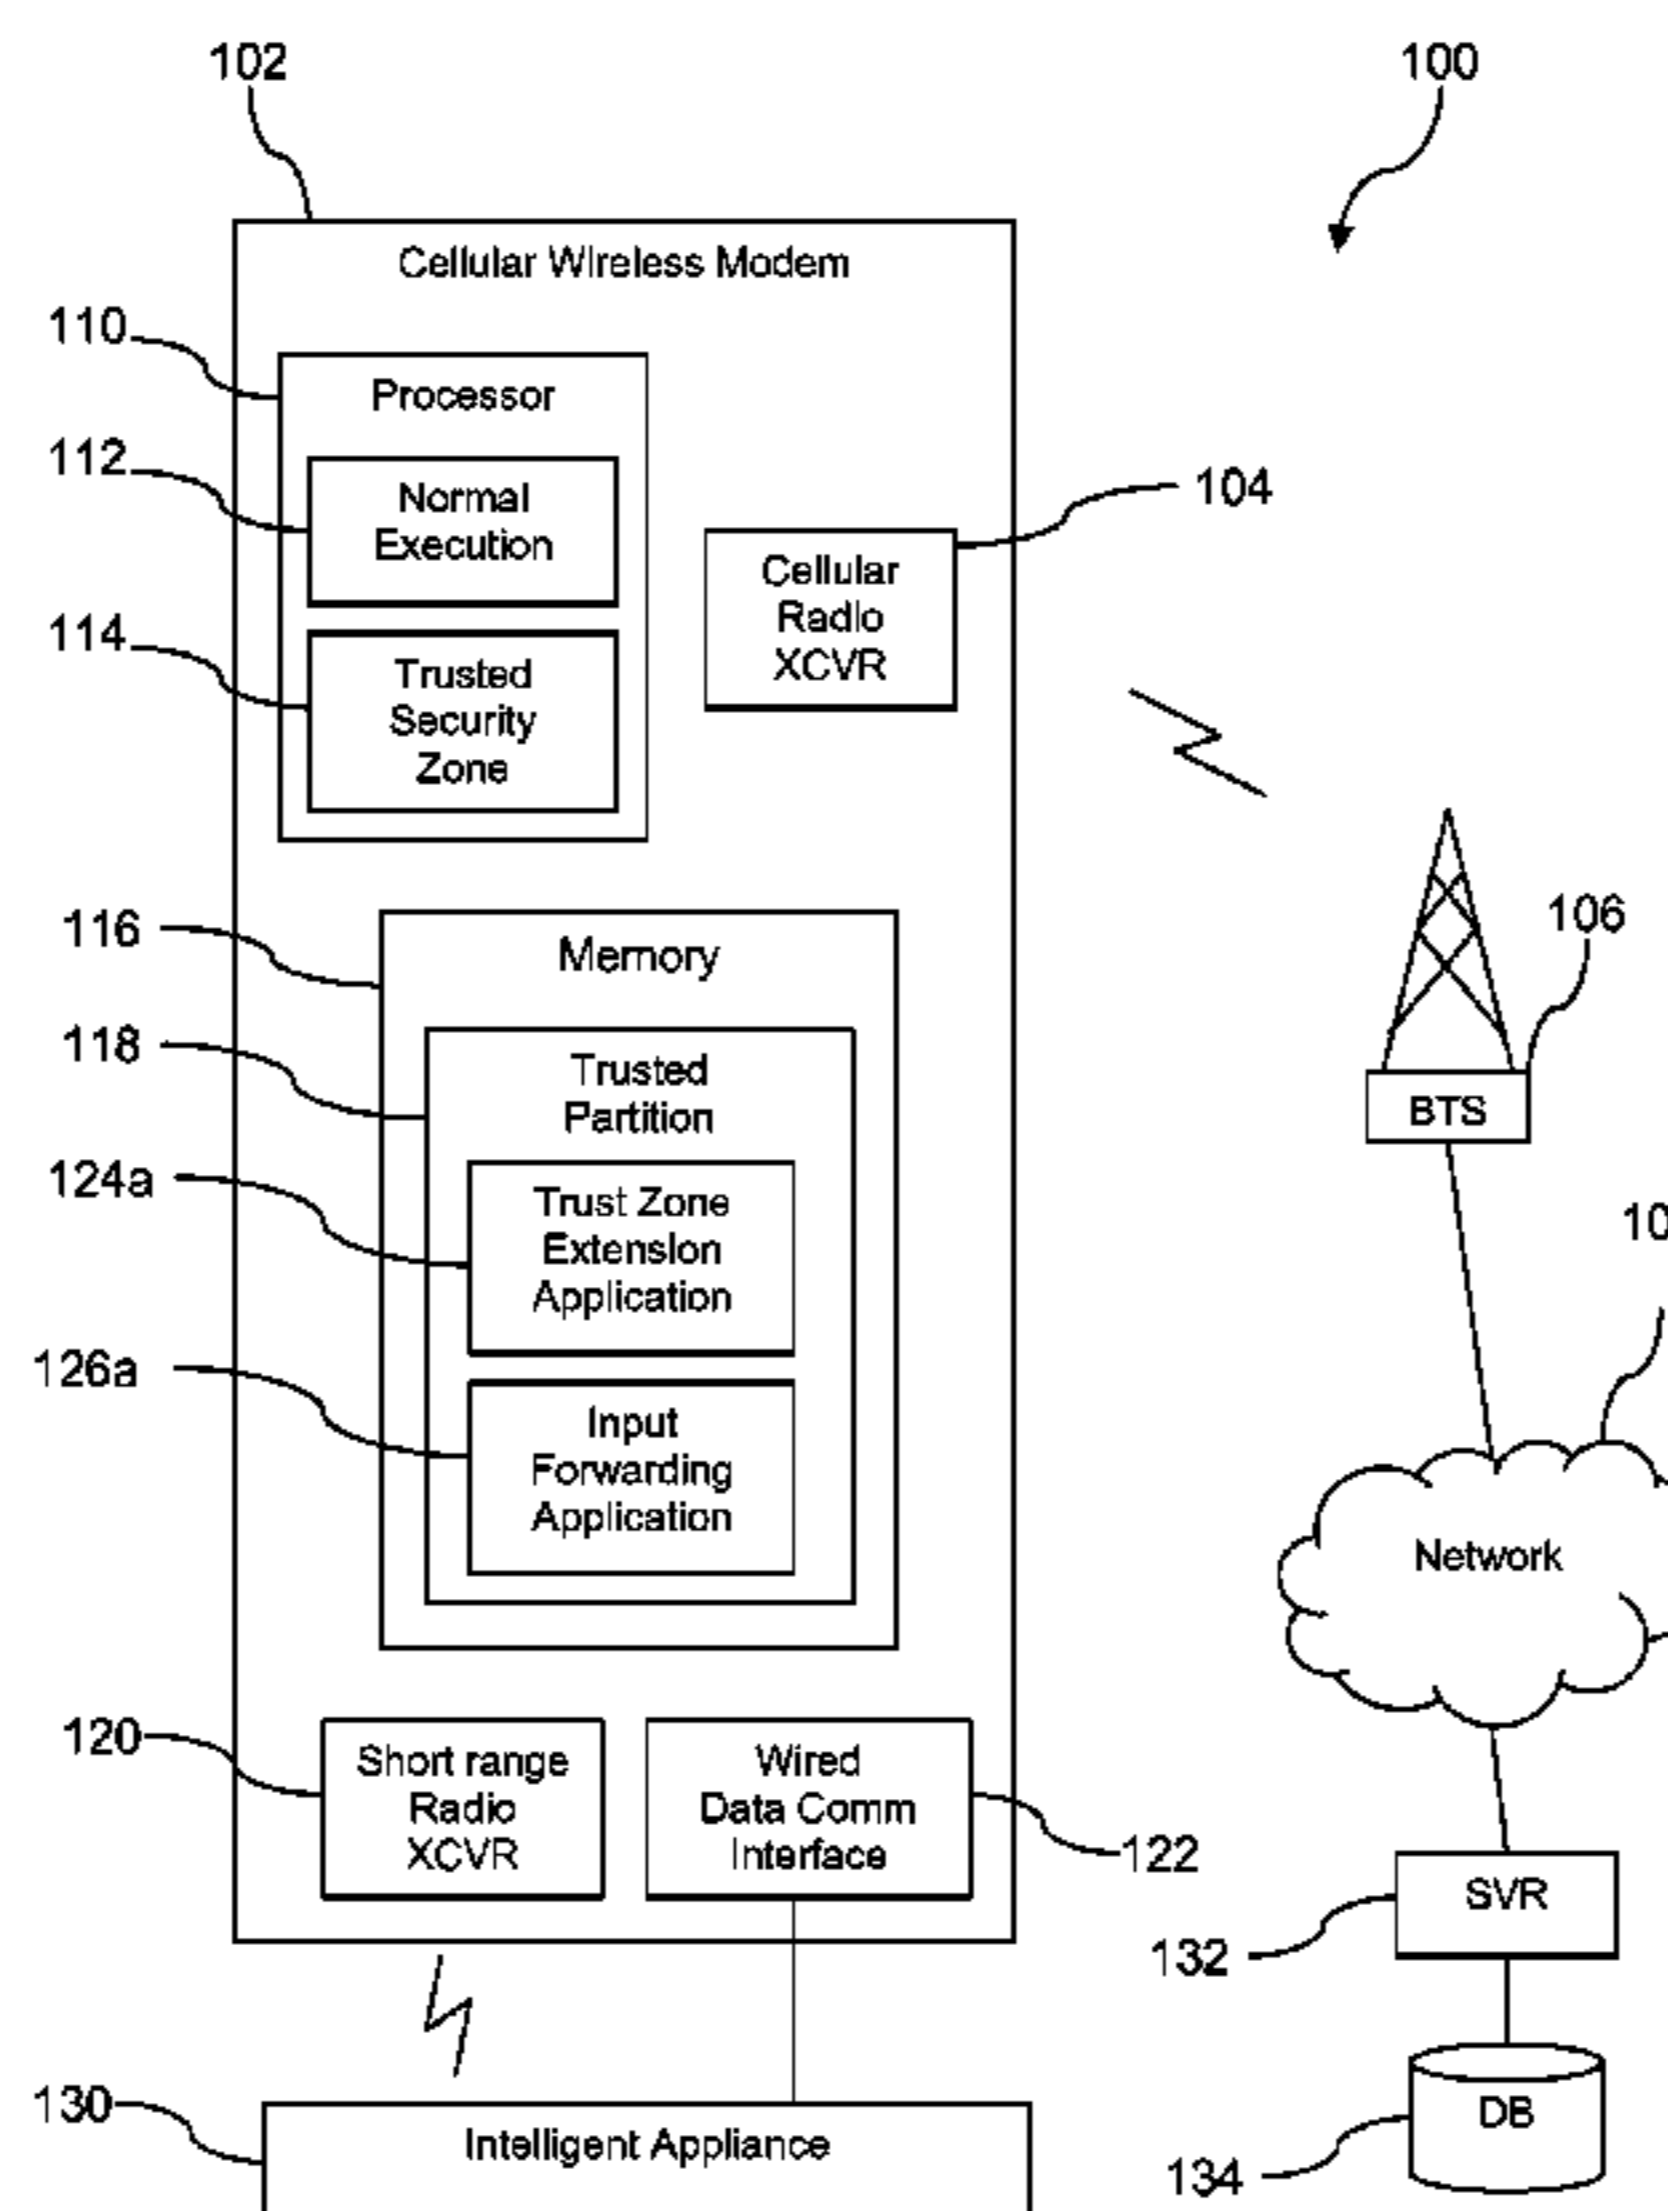 102
100
Cellular Wireless Modem
110
Processor
112
Normal
Execution
104
Cellular
Radio
XCVR
114
Trusted
Security
Zone
116
Memory
106
118
Trusted
Partition
BTS
124a
Trust Zone
Extension
Application
10
126a
Input
Forwarding
Application
Network
120
Short range
Radio
XCVR
Wired
Data Comm
Interface
122
SVR
132
130
Intelligent Appliance
DB
134